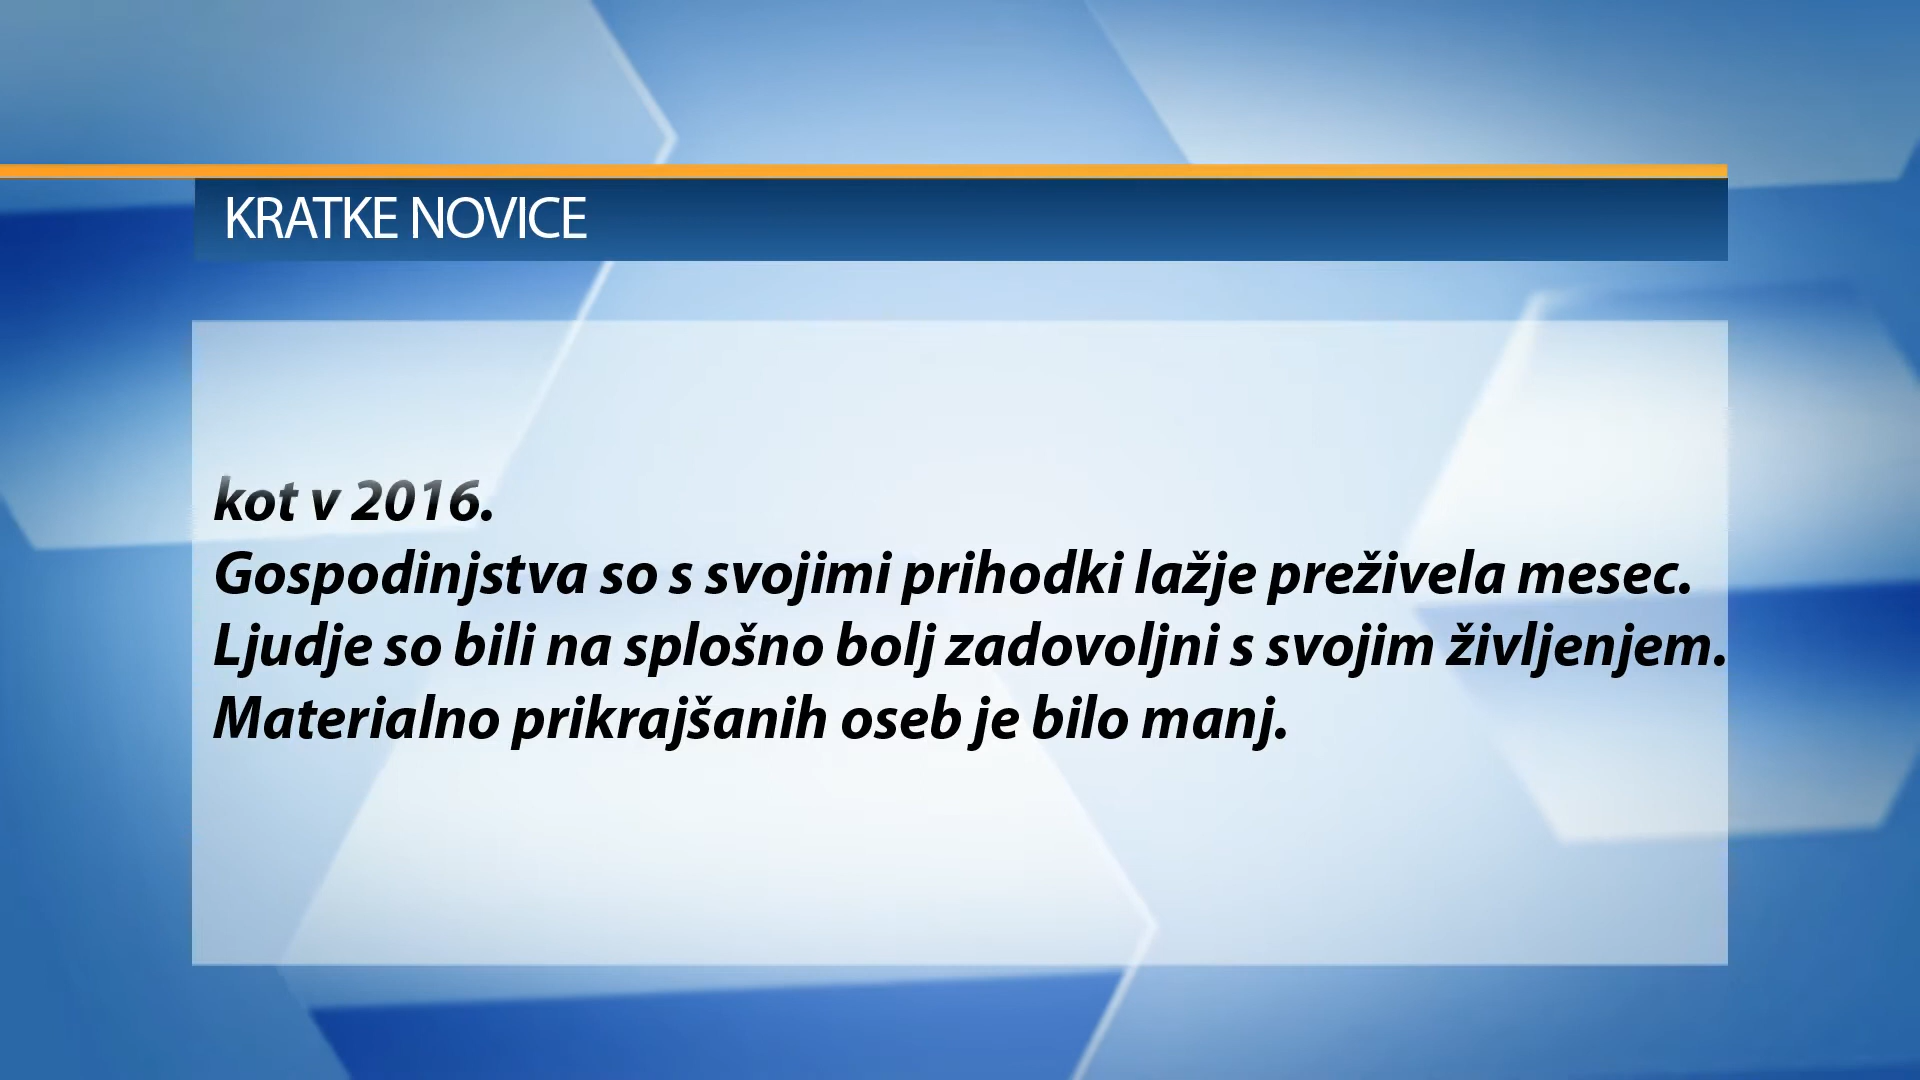 KRATKE NOVICE
kot v 2016.
Gospodinjstva so s svojimi prihodki lažje preživela mesec.
Ljudje so bili na splošno bolj zadovoljni s svojim življenjem.
Materialno prikrajšanih oseb je bilo manj.